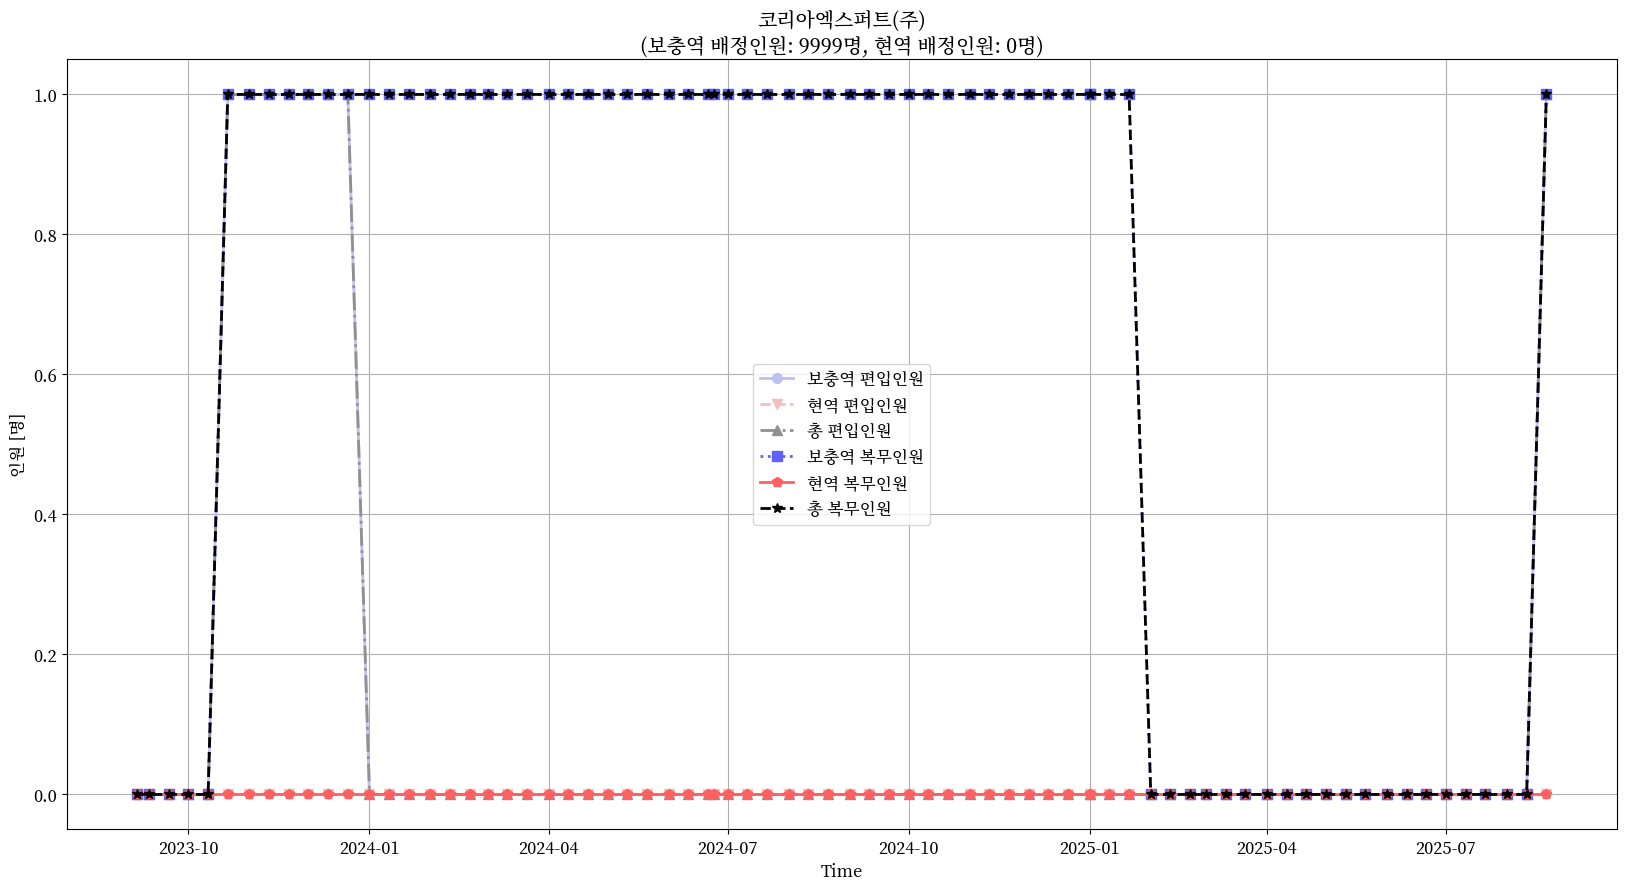 코리아엑스퍼트(주)
(보충역 배정인원: 9999명, 현역 배정인원: 0명)
인원 [명]
1.0
0.8
0.6
0.4
0.2
0.0
보충역 편입인원
현역 편입인원
총 편입인원
보충역 복무인원
현역 복무인원
총 복무인원
2023-10
2024-01
2024-04
2024-07
2024-10
2025-01
2025-04
2025-07
Time